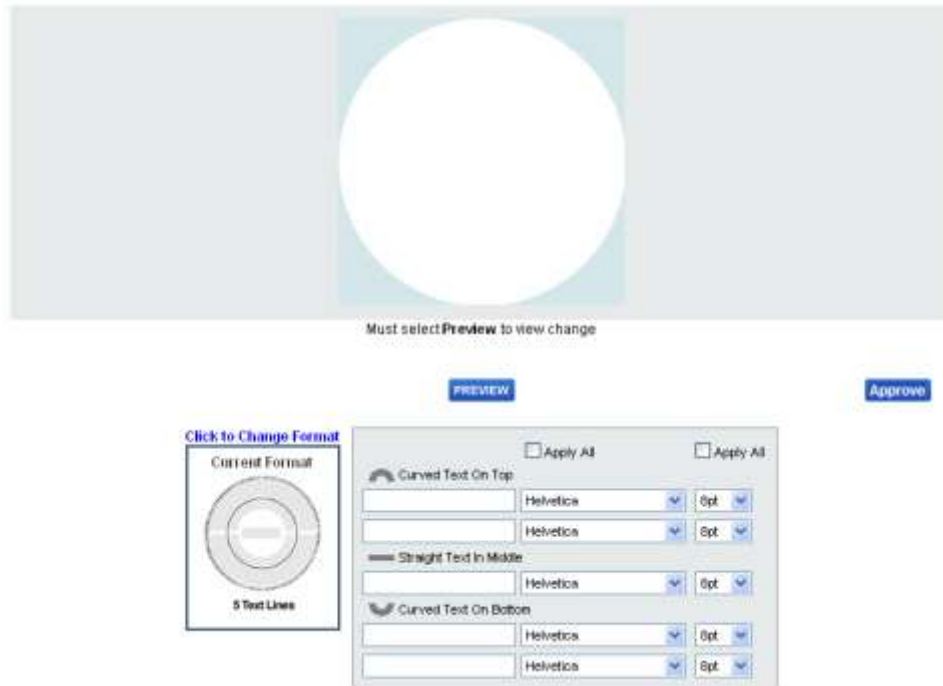 Must select Preview to view change
PREVIEW
Approve
Click to Change Format
Current Format
5 Text Lines
Apply All
Apply All
Curved Text On Top
Helvetica 8pt
Helvetica 8pt
Straight Text In Middle
Helvetica 6pt
Curved Text On Bottom
Helvetica 8pt
Helvetica 8pt